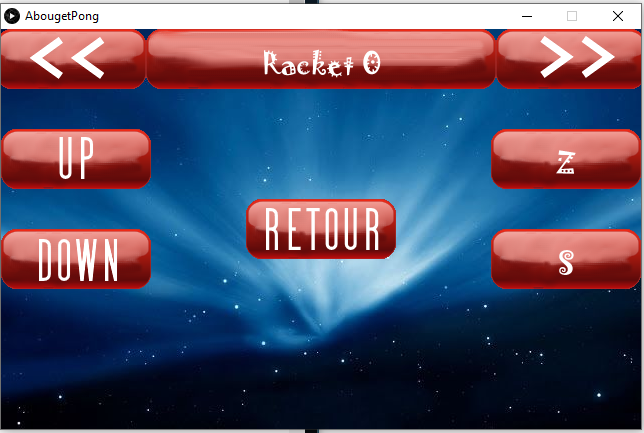 AbougetPong
<< Racket 0 >>
UP Z
RETOUR
DOWN S